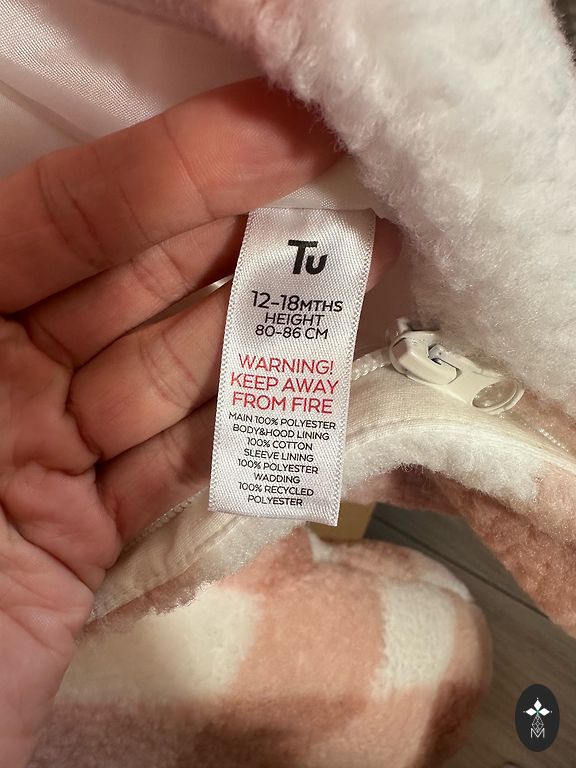 Tu
12-18MTHS
HEIGHT
80-86 CM
WARNING!
KEEP AWAY
FROM FIRE
MAIN 100% POLYESTER
BODY&HOOD LINING
100% COTTON
SLEEVE LINING
100% POLYESTER
WADDING
100% RECYCLED
POLYESTER
M